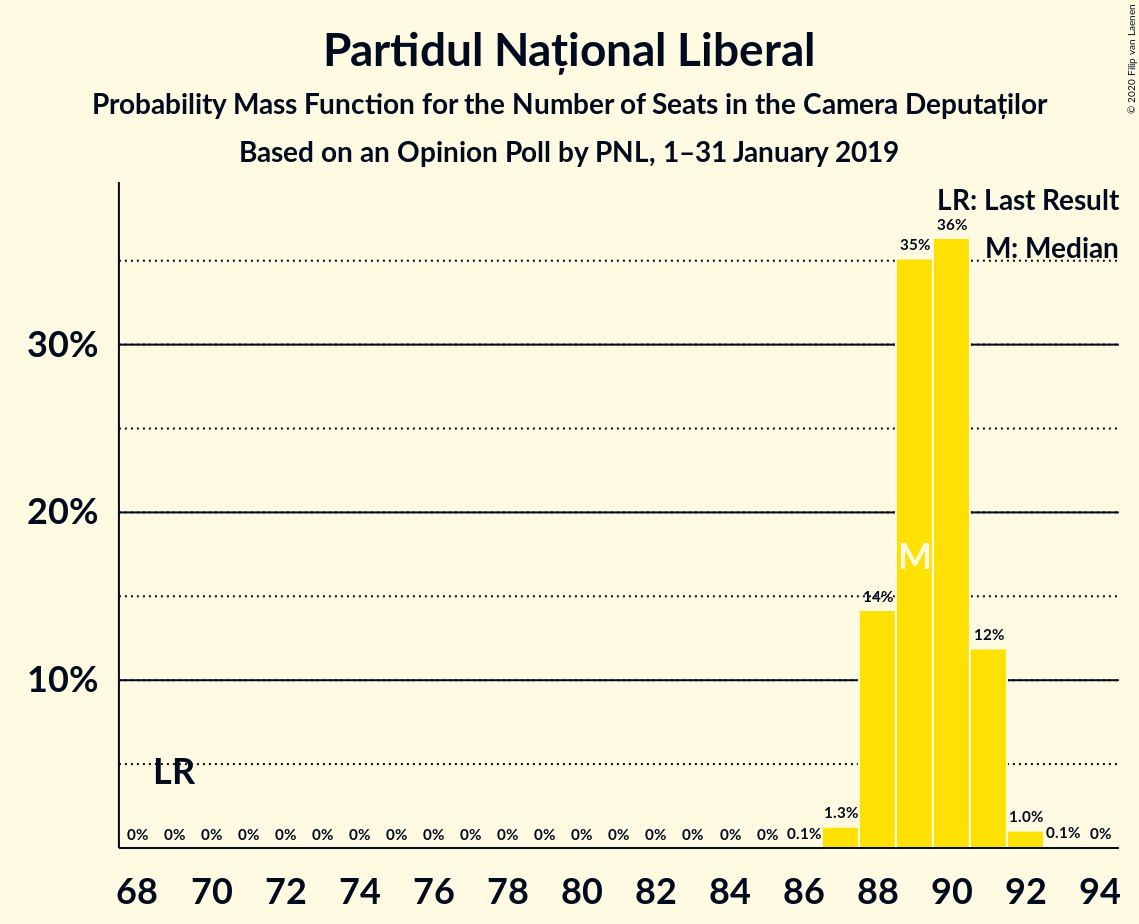 Partidul Național Liberal
Probability Mass Function for the Number of Seats in the Camera Deputaților
Based on an Opinion Poll by PNL, 1–31 January 2019
© 2020 Filip van Laenen
LR: Last Result
M: Median
36%
35%
30%
20%
M
14%
12%
10%
LR
1.3%
1.0%
0% 0% 0% 0% 0% 0% 0% 0% 0% 0% 0% 0% 0% 0% 0% 0% 0% 0% 0.1% 0.1% 0%
68 70 72 74 76 78 80 82 84 86 88 90 92 94